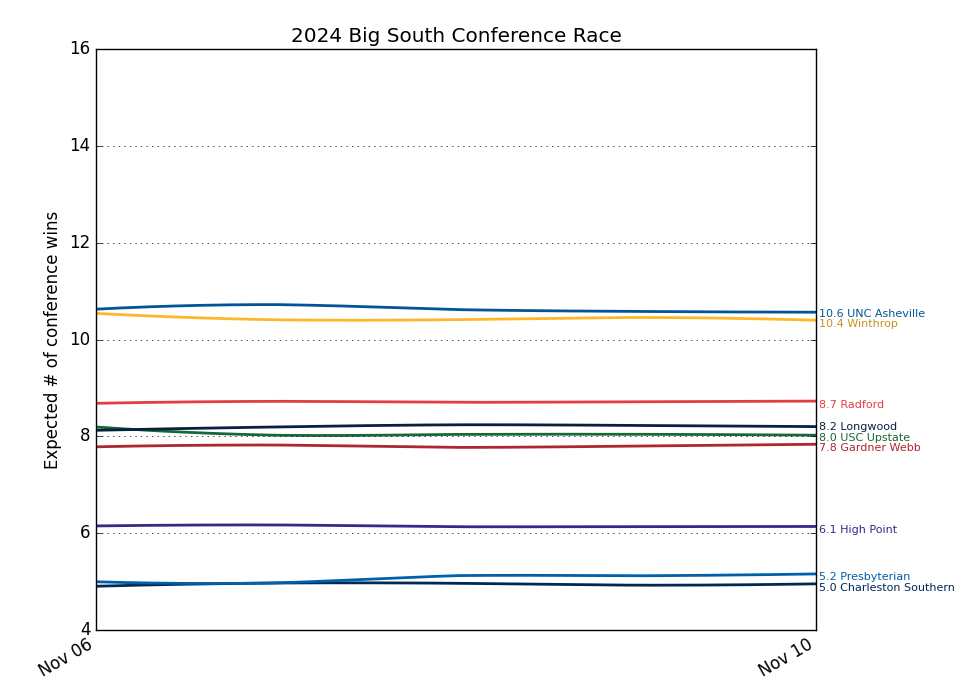 2024 Big South Conference Race
Expected # of conference wins
16
14
12
10
8
6
4
Nov 06
Nov 10
10.6 UNC Asheville
10.4 Winthrop
8.7 Radford
8.2 Longwood
8.0 USC Upstate
7.8 Gardner Webb
6.1 High Point
5.2 Presbyterian
5.0 Charleston Southern